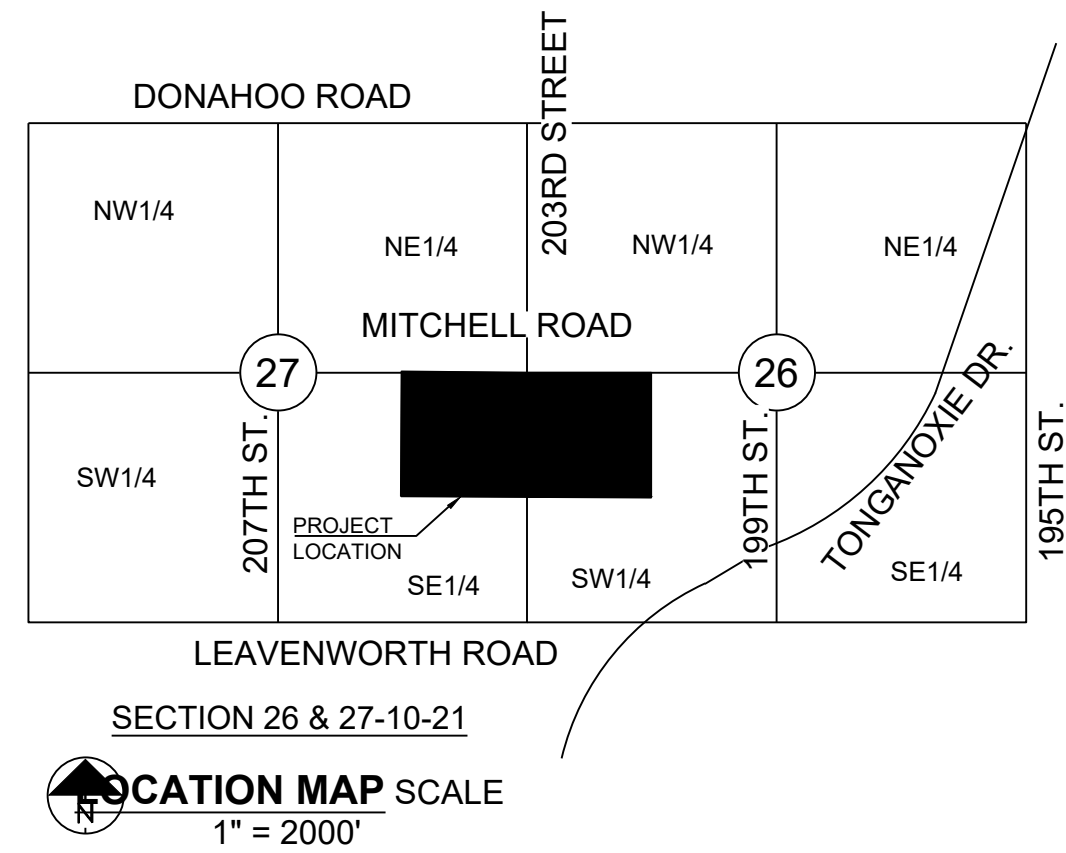 DONAHOO ROAD
203RD STREET
NW1/4
NE1/4
NW1/4
NE1/4
MITCHELL ROAD
27
26
TONGANOXIE DR.
SW1/4
207TH ST.
199TH ST.
195TH ST.
PROJECT
LOCATION
SE1/4
SW1/4
SE1/4
LEAVENWORTH ROAD
SECTION 26 & 27-10-21
LOCATION MAP SCALE
N
1" = 2000'